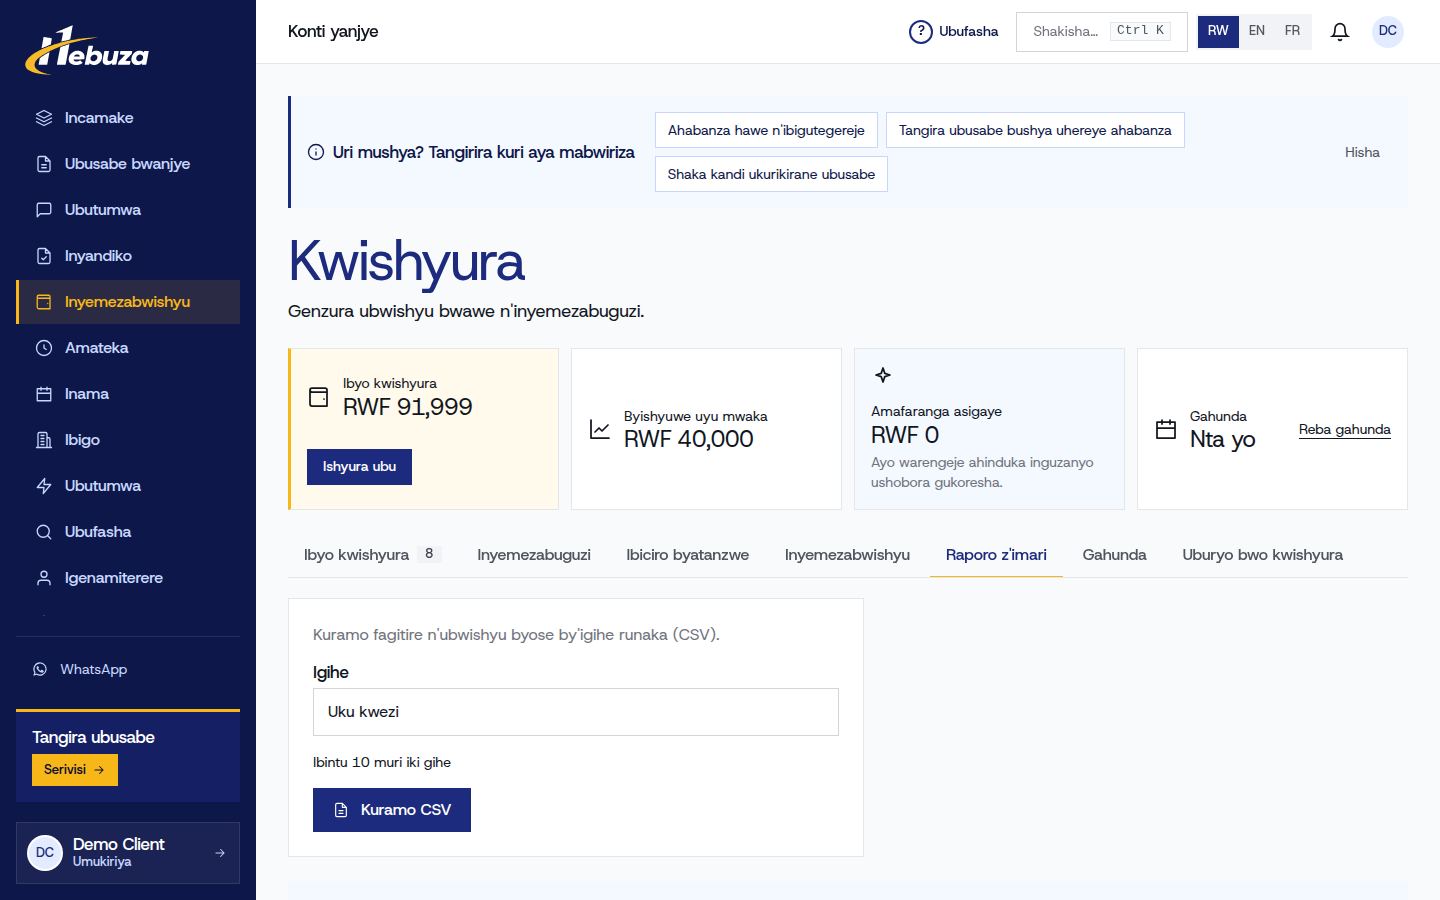 Hebuza
Incamake
Ubusabe bwanjye
Ubutumwa
Inyandiko
Inyemezabwishyu
Amateka
Inama
Ibigo
Ubutumwa
Ubufasha
Igenamiterere
WhatsApp
Tangira ubusabe
Serivisi →
DC
Demo Client
Umukiriya
→
Konti yanjye
? Ubufasha
Shakisha… Ctrl K
RW EN FR
DC
Uri mushya? Tangirira kuri aya mabwiriza
Ahabanza hawe n'ibigutegereje
Tangira ubusabe bushya uhereye ahabanza
Shaka kandi ukurikirane ubusabe
Hisha
Kwishyura
Genzura ubwishyu bwawe n'inyemezabuguzi.
Ibyo kwishyura
RWF 91,999
Ishyura ubu
Byishyuwe uyu mwaka
RWF 40,000
Amafaranga asigaye
RWF 0
Ayo warengeje ahinduka inguzanyo
ushobora gukoresha.
Gahunda
Nta yo
Reba gahunda
Ibyo kwishyura 8
Inyemezabuguzi
Ibiciro byatanzwe
Inyemezabwishyu
Raporo z'imari
Gahunda
Uburyo bwo kwishyura
Kuramo fagitire n'ubwishyu byose by'igihe runaka (CSV).
Igihe
Uku kwezi
Ibintu 10 muri iki gihe
Kuramo CSV